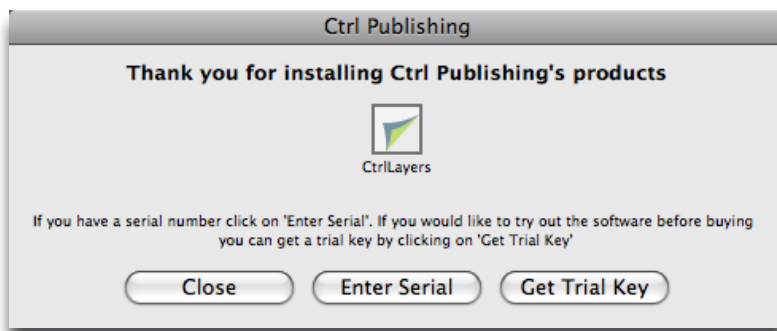 Ctrl Publishing
Thank you for installing Ctrl Publishing's products
CtrlLayers
If you have a serial number click on 'Enter Serial'. If you would like to try out the software before buying
you can get a trial key by clicking on 'Get Trial Key'
Close Enter Serial Get Trial Key